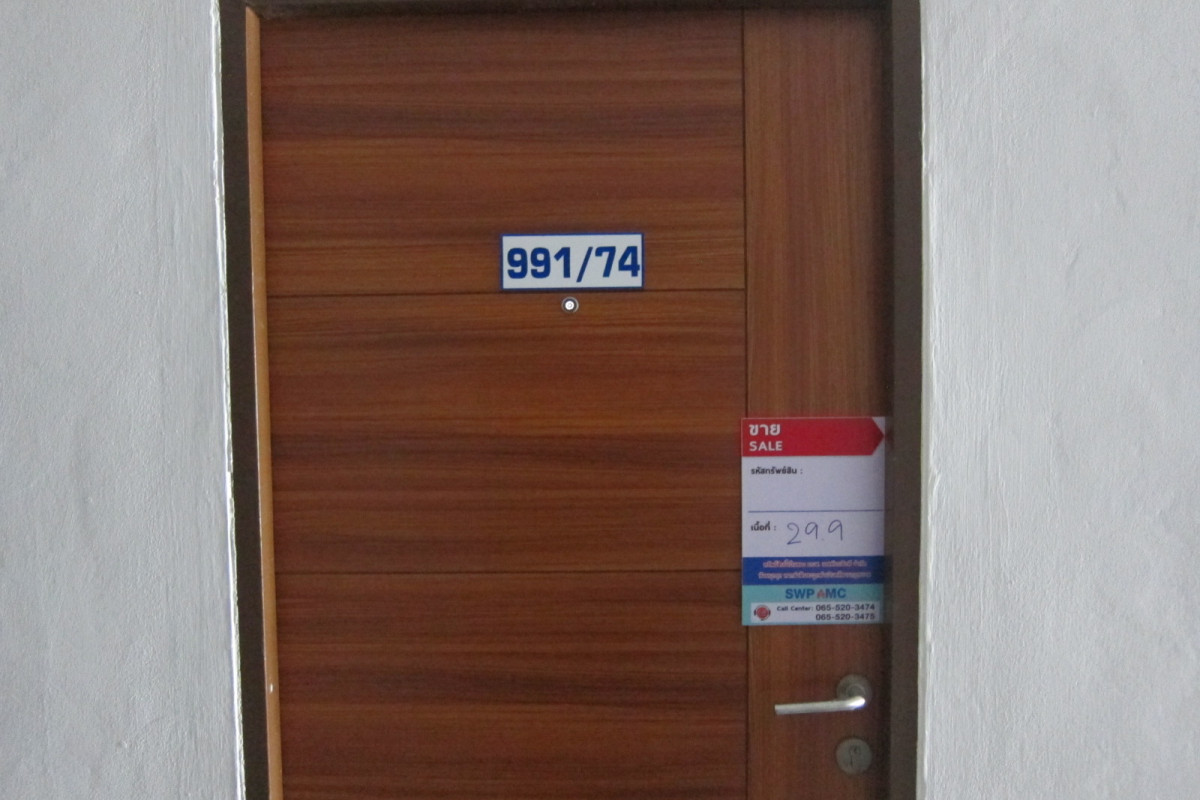 991/74
ขาย
SALE
รหัสทรัพย์สิน :
เนื้อที่ : 29.9
SWP AMC
Call Center: 065-520-3474
065-520-3475